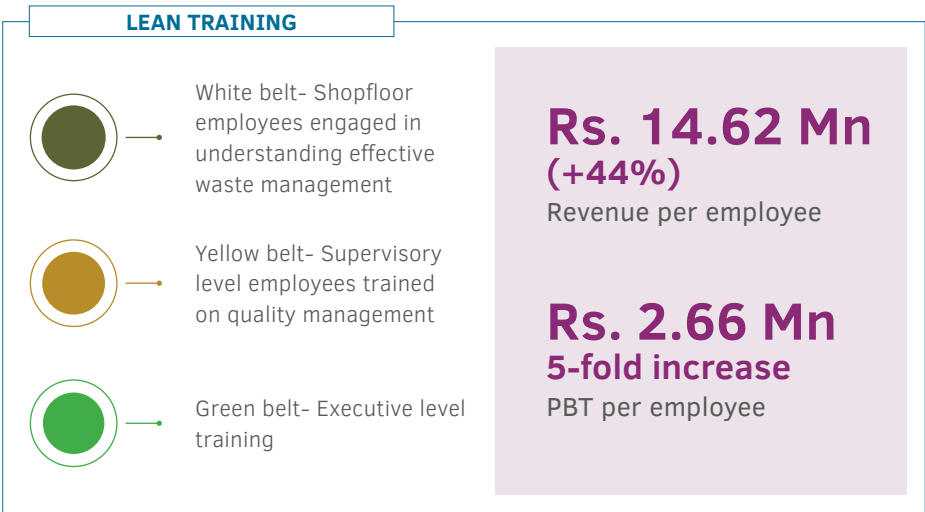 LEAN TRAINING
White belt- Shopfloor
employees engaged in
understanding effective
waste management
Yellow belt- Supervisory
level employees trained
on quality management
Green belt- Executive level
training
Rs. 14.62 Mn
(+44%)
Revenue per employee
Rs. 2.66 Mn
5-fold increase
PBT per employee